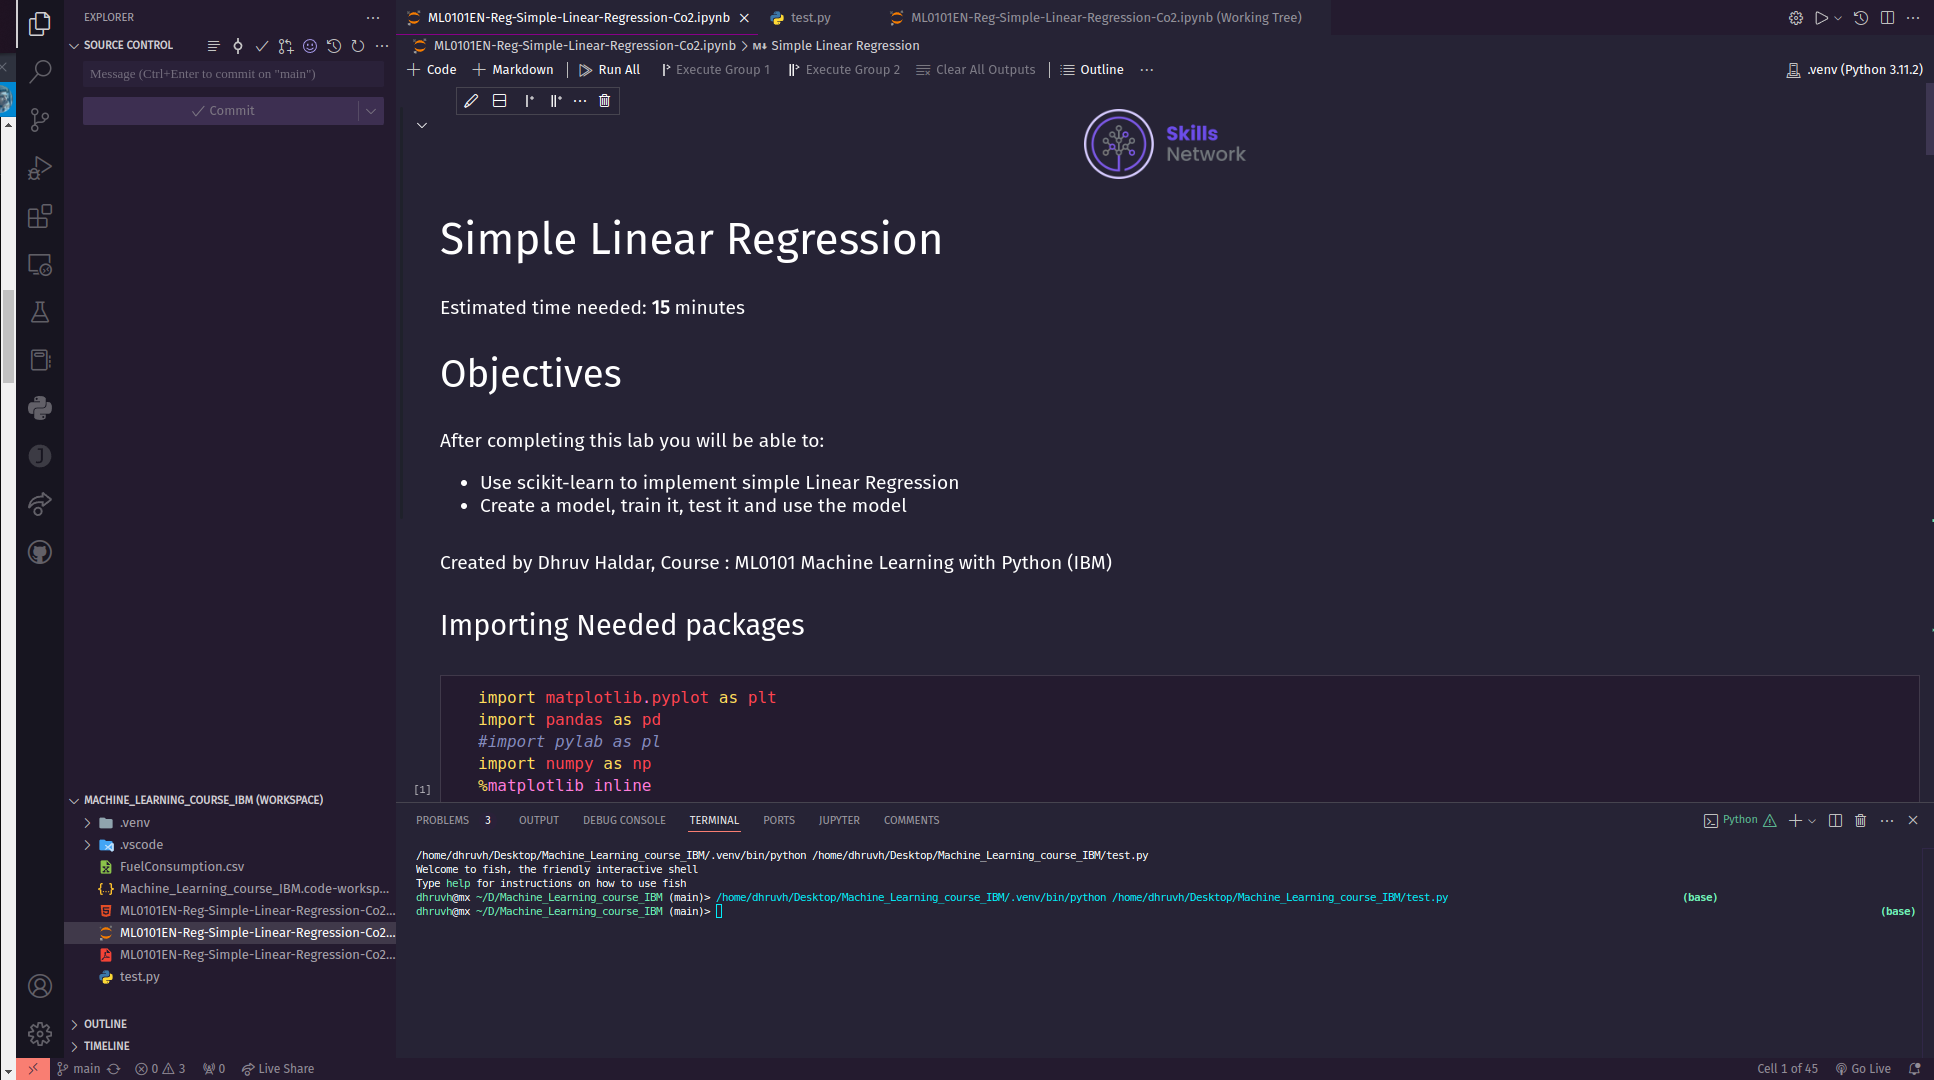 EXPLORER
SOURCE CONTROL
Message (Ctrl+Enter to commit on "main")
Commit
MACHINE_LEARNING_COURSE_IBM (WORKSPACE)
.venv
.vscode
FuelConsumption.csv
Machine_Learning_course_IBM.code-worksp...
ML0101EN-Reg-Simple-Linear-Regression-Co2...
ML0101EN-Reg-Simple-Linear-Regression-Co2...
ML0101EN-Reg-Simple-Linear-Regression-Co2...
test.py
OUTLINE
TIMELINE
ML0101EN-Reg-Simple-Linear-Regression-Co2.ipynb
test.py
ML0101EN-Reg-Simple-Linear-Regression-Co2.ipynb (Working Tree)
ML0101EN-Reg-Simple-Linear-Regression-Co2.ipynb > M Simple Linear Regression
Code Markdown Run All Execute Group 1 Execute Group 2 Clear All Outputs Outline ...
.venv (Python 3.11.2)
Skills
Network
Simple Linear Regression
Estimated time needed: 15 minutes
Objectives
After completing this lab you will be able to:
• Use scikit-learn to implement simple Linear Regression
• Create a model, train it, test it and use the model
Created by Dhruv Haldar, Course : ML0101 Machine Learning with Python (IBM)
Importing Needed packages
import matplotlib.pyplot as plt
import pandas as pd
#import pylab as pl
import numpy as np
%matplotlib inline
[1]
PROBLEMS 3 OUTPUT DEBUG CONSOLE TERMINAL PORTS JUPYTER COMMENTS
Python
/home/dhruvh/Desktop/Machine_Learning_course_IBM/.venv/bin/python /home/dhruvh/Desktop/Machine_Learning_course_IBM/test.py
Welcome to fish, the friendly interactive shell
Type help for instructions on how to use fish
dhruvh@mx ~/D/Machine_Learning_course_IBM (main)> /home/dhruvh/Desktop/Machine_Learning_course_IBM/.venv/bin/python /home/dhruvh/Desktop/Machine_Learning_course_IBM/test.py (base)
dhruvh@mx ~/D/Machine_Learning_course_IBM (main)> (base)
main 0 3 0 Live Share
Cell 1 of 45 Go Live